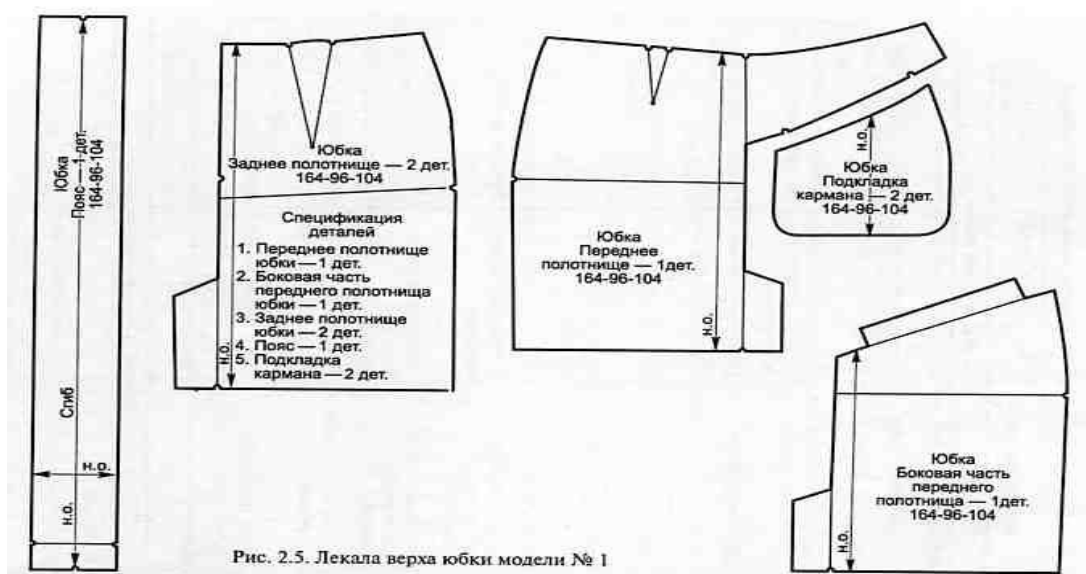 Юбка
Пояс — 1 дет.
164-96-104
Сгиб
н.о.
н.о.
Юбка
Заднее полотнище — 2 дет.
164-96-104
Спецификация
деталей
1. Переднее полотнище
юбки — 1 дет.
2. Боковая часть
переднего полотнища
юбки — 1 дет.
3. Заднее полотнище
юбки — 2 дет.
4. Пояс — 1 дет.
5. Подкладка
кармана — 2 дет.
н.о.
Юбка
Переднее
полотнище — 1дет.
164-96-104
н.о.
н.о.
Юбка
Подкладка
кармана — 2 дет.
164-96-104
Юбка
Боковая часть
переднего
полотнища — 1дет.
164-96-104
н.о.
Рис. 2.5. Лекала верха юбки модели № 1